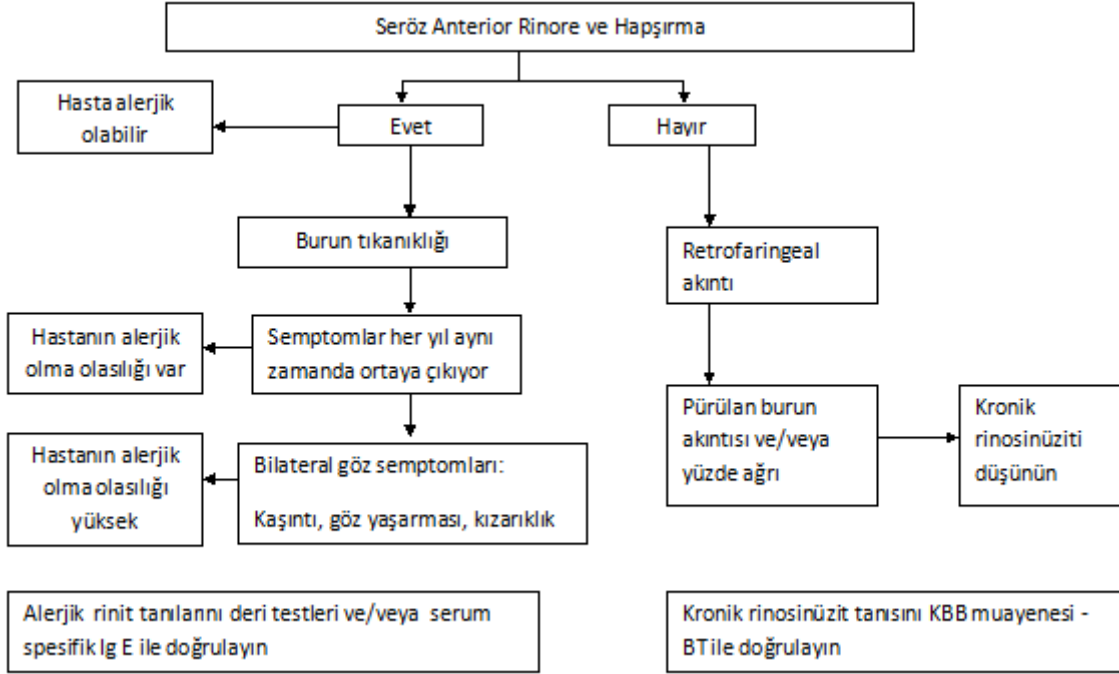 Seröz Anterior Rinore ve Hapşırma
Hasta alerjik
olabilir
Evet
Hayır
Burun tıkanıklığı
Retrofaringeal
akıntı
Hastanın alerjik
olma olasılığı var
Semptomlar her yıl aynı
zamanda ortaya çıkıyor
Pürülan burun
akıntısı ve/veya
yüzde ağrı
Kronik
rinosinüziti
düşünün
Hastanın alerjik
olma olasılığı
yüksek
Bilateral göz semptomları:
Kaşıntı, göz yaşarması, kızarıklık
Alerjik rinit tanılarını deri testleri ve/veya serum
spesifik Ig E ile doğrulayın
Kronik rinosinüzit tanısını KBB muayenesi -
BT ile doğrulayın